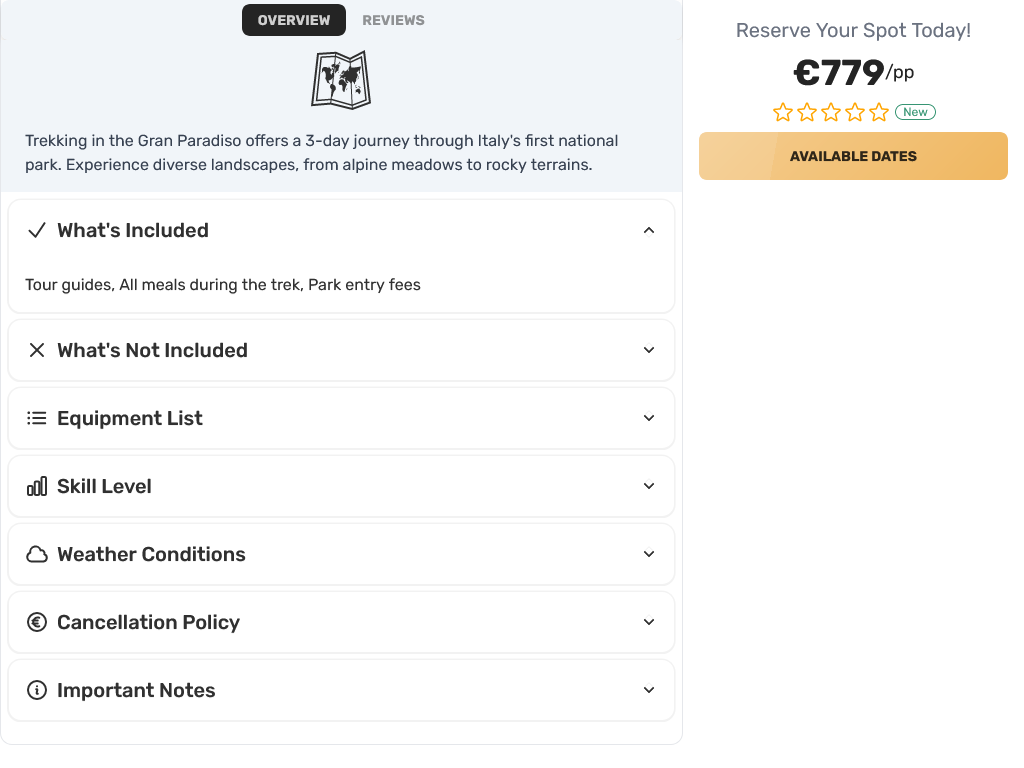 OVERVIEW
REVIEWS
Trekking in the Gran Paradiso offers a 3-day journey through Italy's first national
park. Experience diverse landscapes, from alpine meadows to rocky terrains.
What's Included
Tour guides, All meals during the trek, Park entry fees
What's Not Included
Equipment List
Skill Level
Weather Conditions
Cancellation Policy
Important Notes
Reserve Your Spot Today!
€779/pp
New
AVAILABLE DATES